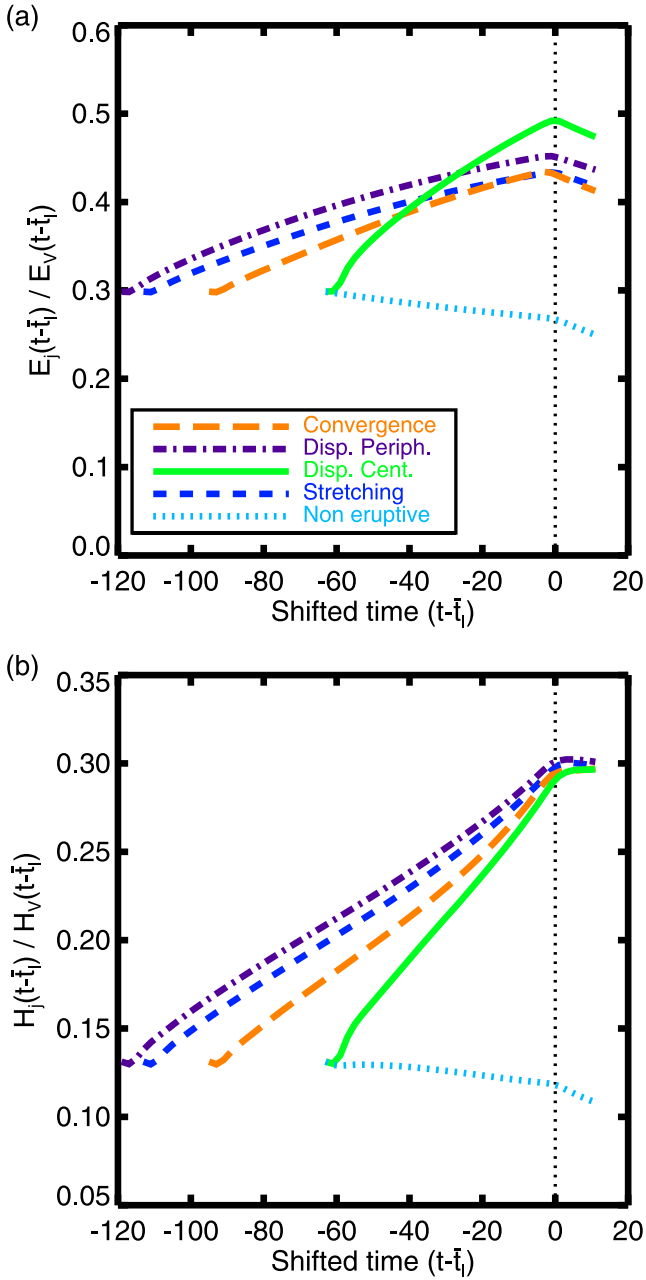 (a)
0.6
0.5
0.4
0.3
0.2
0.1
0.0
E_j(t-t̄_l) / E_V(t-t̄_l)
Convergence
Disp. Periph.
Disp. Cent.
Stretching
Non eruptive
-120 -100 -80 -60 -40 -20 0 20
Shifted time (t-t̄_l)
(b)
0.35
0.30
0.25
0.20
0.15
0.10
0.05
H_j(t-t̄_l) / H_V(t-t̄_l)
-120 -100 -80 -60 -40 -20 0 20
Shifted time (t-t̄_l)